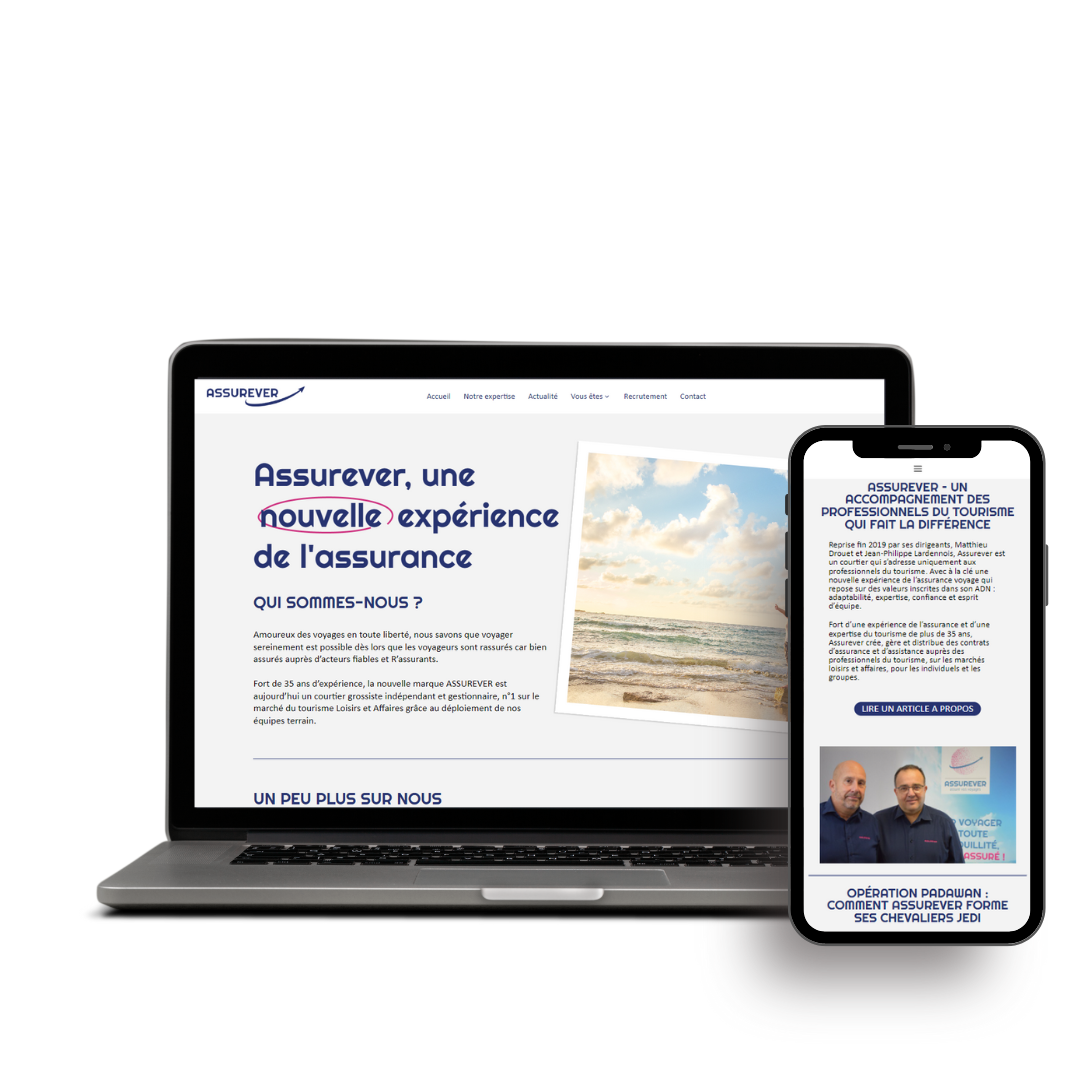 ASSUREVER
Accueil Notre expertise Actualité Vous êtes Recrutement Contact
Assurever, une
nouvelle expérience
de l'assurance
QUI SOMMES-NOUS ?
Amoureux des voyages en toute liberté, nous savons que voyager
sereinement est possible dès lors que les voyageurs sont rassurés car bien
assurés auprès d'acteurs fiables et R'assurants.
Fort de 35 ans d'expérience, la nouvelle marque ASSUREVER est
aujourd'hui un courtier grossiste indépendant et gestionnaire, n°1 sur le
marché du tourisme Loisirs et Affaires grâce au déploiement de nos
équipes terrain.
UN PEU PLUS SUR NOUS
ASSUREVER - UN
ACCOMPAGNEMENT DES
PROFESSIONNELS DU TOURISME
QUI FAIT LA DIFFÉRENCE
Reprise fin 2019 par ses dirigeants, Matthieu
Drouet et Jean-Philippe Lardennois, Assurever est
un courtier qui s'adresse uniquement aux
professionnels du tourisme. Avec à la clé une
nouvelle expérience de l'assurance voyage qui
repose sur des valeurs inscrites dans son ADN :
adaptabilité, expertise, confiance et esprit
d'équipe.
Fort d'une expérience de l'assurance et d'une
expertise du tourisme de plus de 35 ans,
Assurever crée, gère et distribue des contrats
d'assurance et d'assistance auprès des
professionnels du tourisme, sur les marchés
loisirs et affaires, pour les individuels et les
groupes.
LIRE UN ARTICLE A PROPOS
ASSUREVER
VOYAGER
TOUTE
ASSURÉ !
OPÉRATION PADAWAN :
COMMENT ASSUREVER FORME
SES CHEVALIERS JEDI